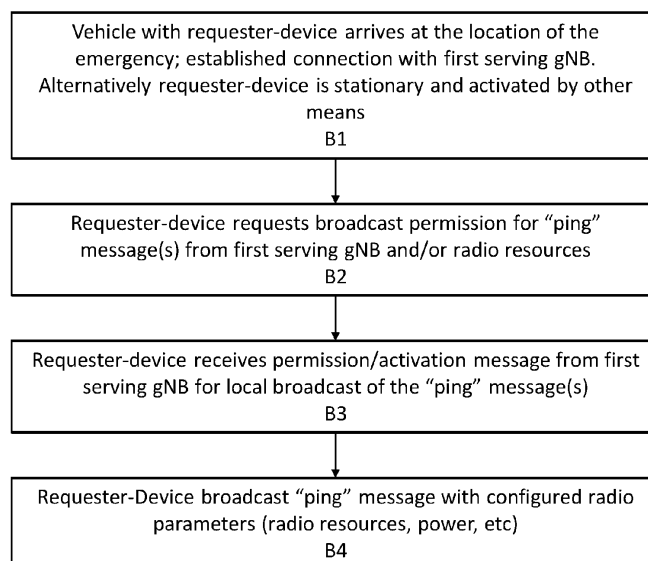 Vehicle with requester-device arrives at the location of the
emergency; established connection with first serving gNB.
Alternatively requester-device is stationary and activated by other
means
B1
Requester-device requests broadcast permission for “ping”
message(s) from first serving gNB and/or radio resources
B2
Requester-device receives permission/activation message from first
serving gNB for local broadcast of the “ping” message(s)
B3
Requester-Device broadcast “ping” message with configured radio
parameters (radio resources, power, etc)
B4